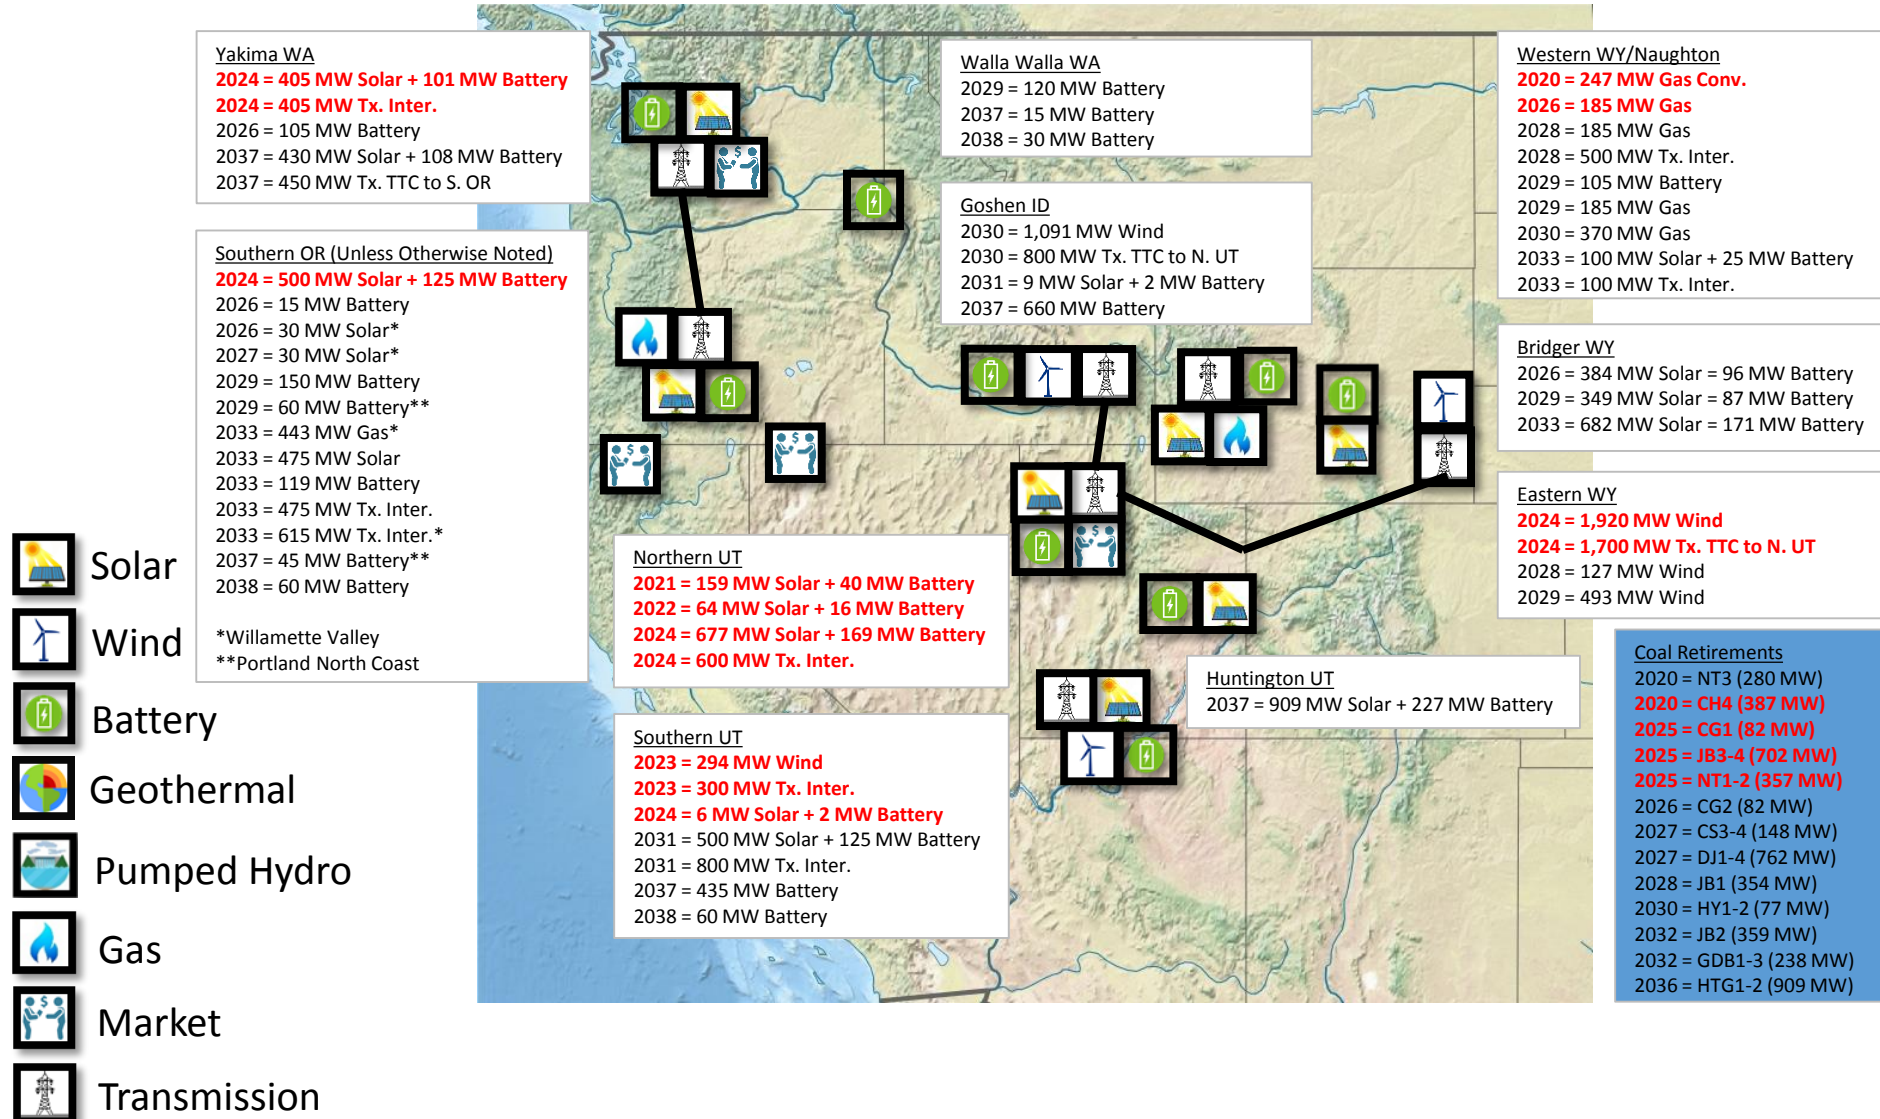 Yakima WA
2024 = 405 MW Solar + 101 MW Battery
2024 = 405 MW Tx. Inter.
2026 = 105 MW Battery
2037 = 430 MW Solar + 108 MW Battery
2037 = 450 MW Tx. TTC to S. OR
Southern OR (Unless Otherwise Noted)
2024 = 500 MW Solar + 125 MW Battery
2026 = 15 MW Battery
2026 = 30 MW Solar*
2027 = 30 MW Solar*
2029 = 150 MW Battery
2029 = 60 MW Battery**
2033 = 443 MW Gas*
2033 = 475 MW Solar
2033 = 119 MW Battery
2033 = 475 MW Tx. Inter.
2033 = 615 MW Tx. Inter.*
2037 = 45 MW Battery**
2038 = 60 MW Battery
*Willamette Valley
**Portland North Coast
Walla Walla WA
2029 = 120 MW Battery
2037 = 15 MW Battery
2038 = 30 MW Battery
Goshen ID
2030 = 1,091 MW Wind
2030 = 800 MW Tx. TTC to N. UT
2031 = 9 MW Solar + 2 MW Battery
2037 = 660 MW Battery
Western WY/Naughton
2020 = 247 MW Gas Conv.
2026 = 185 MW Gas
2028 = 185 MW Gas
2028 = 500 MW Tx. Inter.
2029 = 105 MW Battery
2029 = 185 MW Gas
2030 = 370 MW Gas
2033 = 100 MW Solar + 25 MW Battery
2033 = 100 MW Tx. Inter.
Bridger WY
2026 = 384 MW Solar = 96 MW Battery
2029 = 349 MW Solar = 87 MW Battery
2033 = 682 MW Solar = 171 MW Battery
Eastern WY
2024 = 1,920 MW Wind
2024 = 1,700 MW Tx. TTC to N. UT
2028 = 127 MW Wind
2029 = 493 MW Wind
Northern UT
2021 = 159 MW Solar + 40 MW Battery
2022 = 64 MW Solar + 16 MW Battery
2024 = 677 MW Solar + 169 MW Battery
2024 = 600 MW Tx. Inter.
Southern UT
2023 = 294 MW Wind
2023 = 300 MW Tx. Inter.
2024 = 6 MW Solar + 2 MW Battery
2031 = 500 MW Solar + 125 MW Battery
2031 = 800 MW Tx. Inter.
2037 = 435 MW Battery
2038 = 60 MW Battery
Huntington UT
2037 = 909 MW Solar + 227 MW Battery
Coal Retirements
2020 = NT3 (280 MW)
2020 = CH4 (387 MW)
2025 = CG1 (82 MW)
2025 = JB3-4 (702 MW)
2025 = NT1-2 (357 MW)
2026 = CG2 (82 MW)
2027 = CS3-4 (148 MW)
2027 = DJ1-4 (762 MW)
2028 = JB1 (354 MW)
2030 = HY1-2 (77 MW)
2032 = JB2 (359 MW)
2032 = GDB1-3 (238 MW)
2036 = HTG1-2 (909 MW)
Solar
Wind
Battery
Geothermal
Pumped Hydro
Gas
Market
Transmission